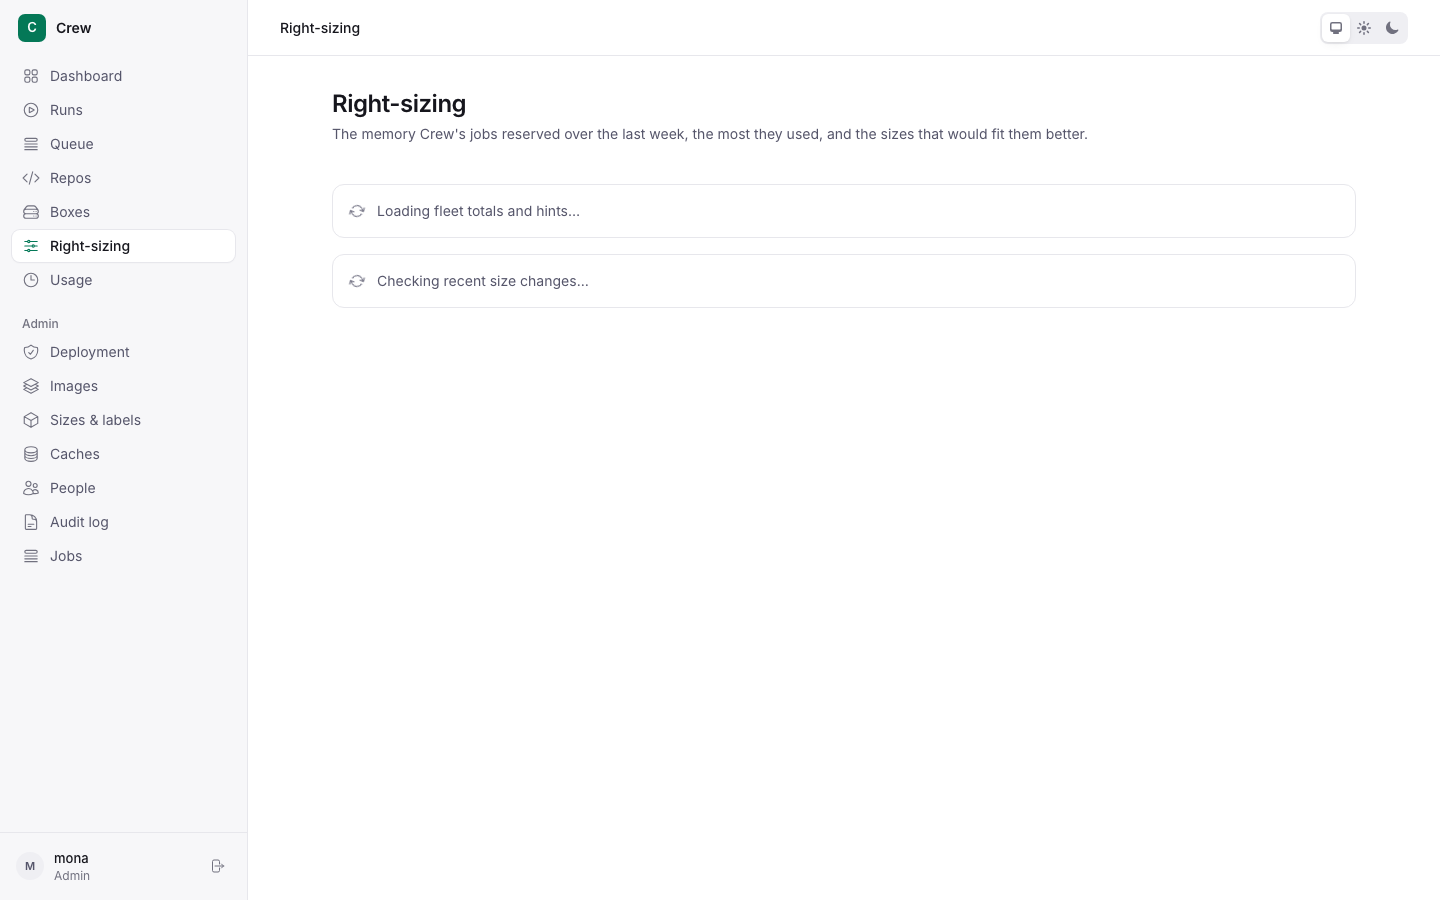 C Crew
Right-sizing
Dashboard
Runs
Queue
Repos
Boxes
Right-sizing
Usage
Admin
Deployment
Images
Sizes & labels
Caches
People
Audit log
Jobs
M mona
Admin
Right-sizing
The memory Crew's jobs reserved over the last week, the most they used, and the sizes that would fit them better.
Loading fleet totals and hints...
Checking recent size changes...